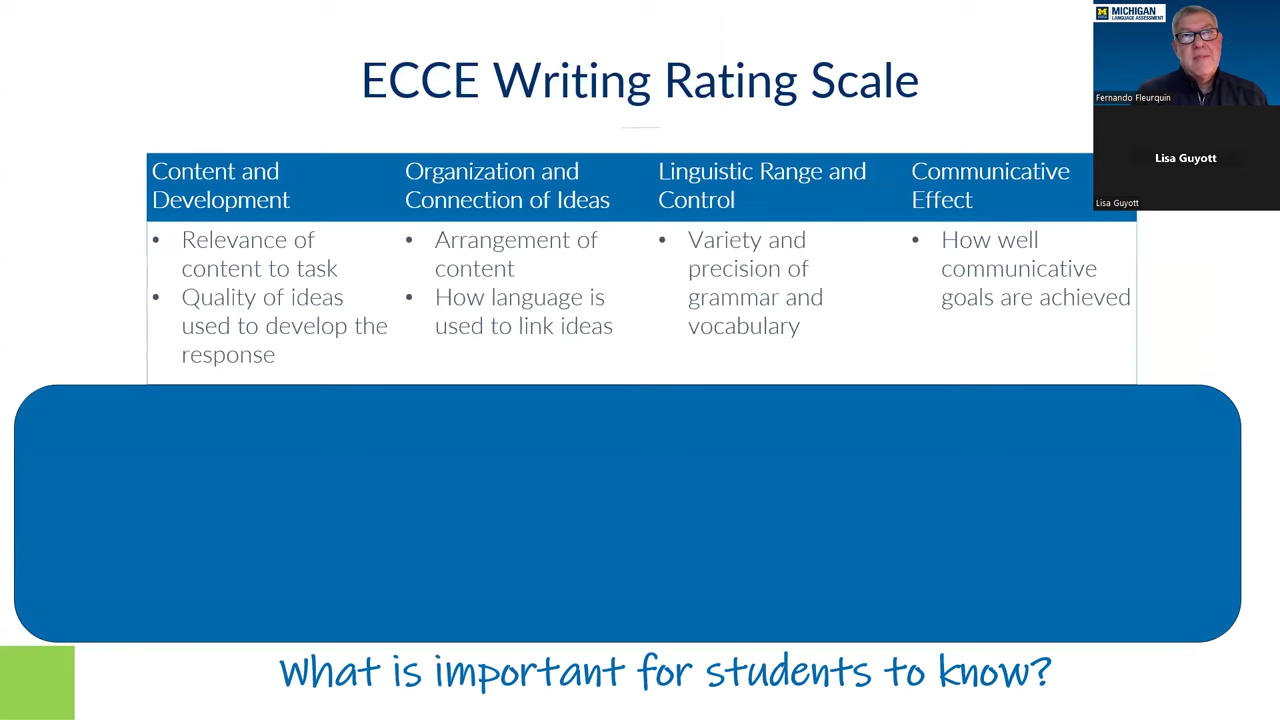 ECCE Writing Rating Scale
MICHIGAN
LANGUAGE ASSESSMENT
Fernando Fleurquin
Lisa Guyott
Lisa Guyott
Content and
Development
Organization and
Connection of Ideas
Linguistic Range and
Control
Communicative
Effect
• Relevance of
content to task
• Quality of ideas
used to develop the
response
• Arrangement of
content
• How language is
used to link ideas
• Variety and
precision of
grammar and
vocabulary
• How well
communicative
goals are achieved
What is important for students to know?